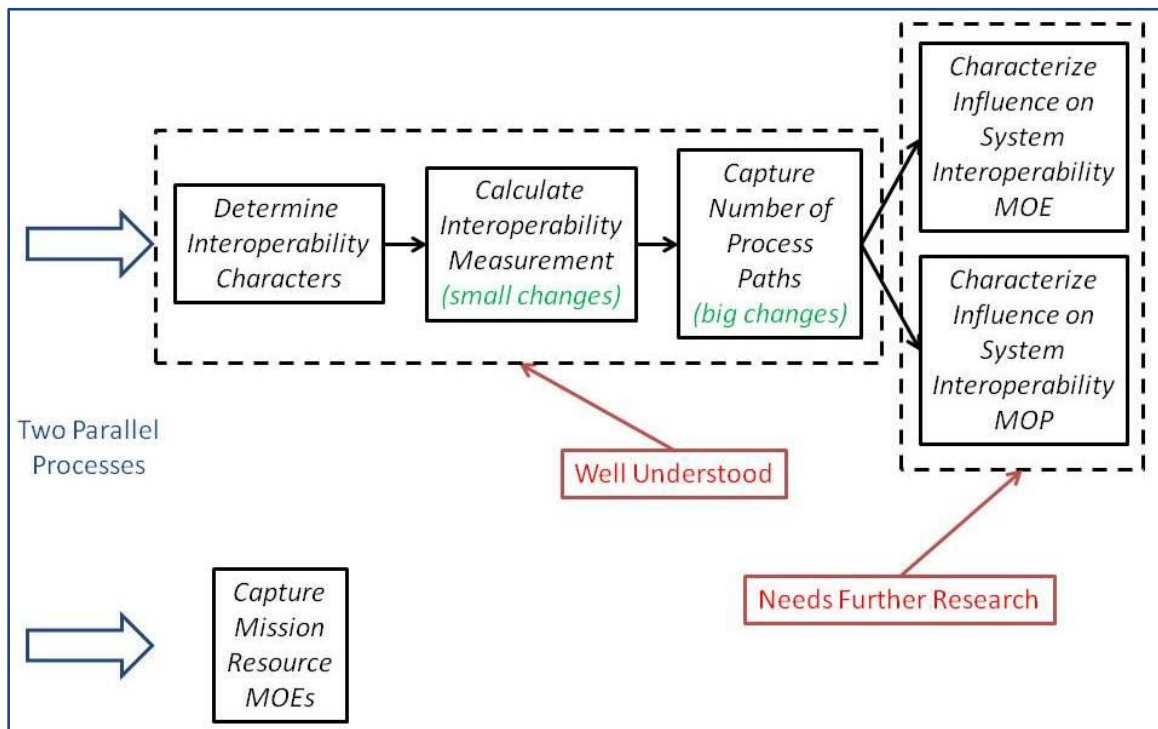 Determine
Interoperability
Characters
Calculate
Interoperability
Measurement
(small changes)
Capture
Number of
Process
Paths
(big changes)
Characterize
Influence on
System
Interoperability
MOE
Characterize
Influence on
System
Interoperability
MOP
Two Parallel
Processes
Well Understood
Needs Further Research
Capture
Mission
Resource
MOEs